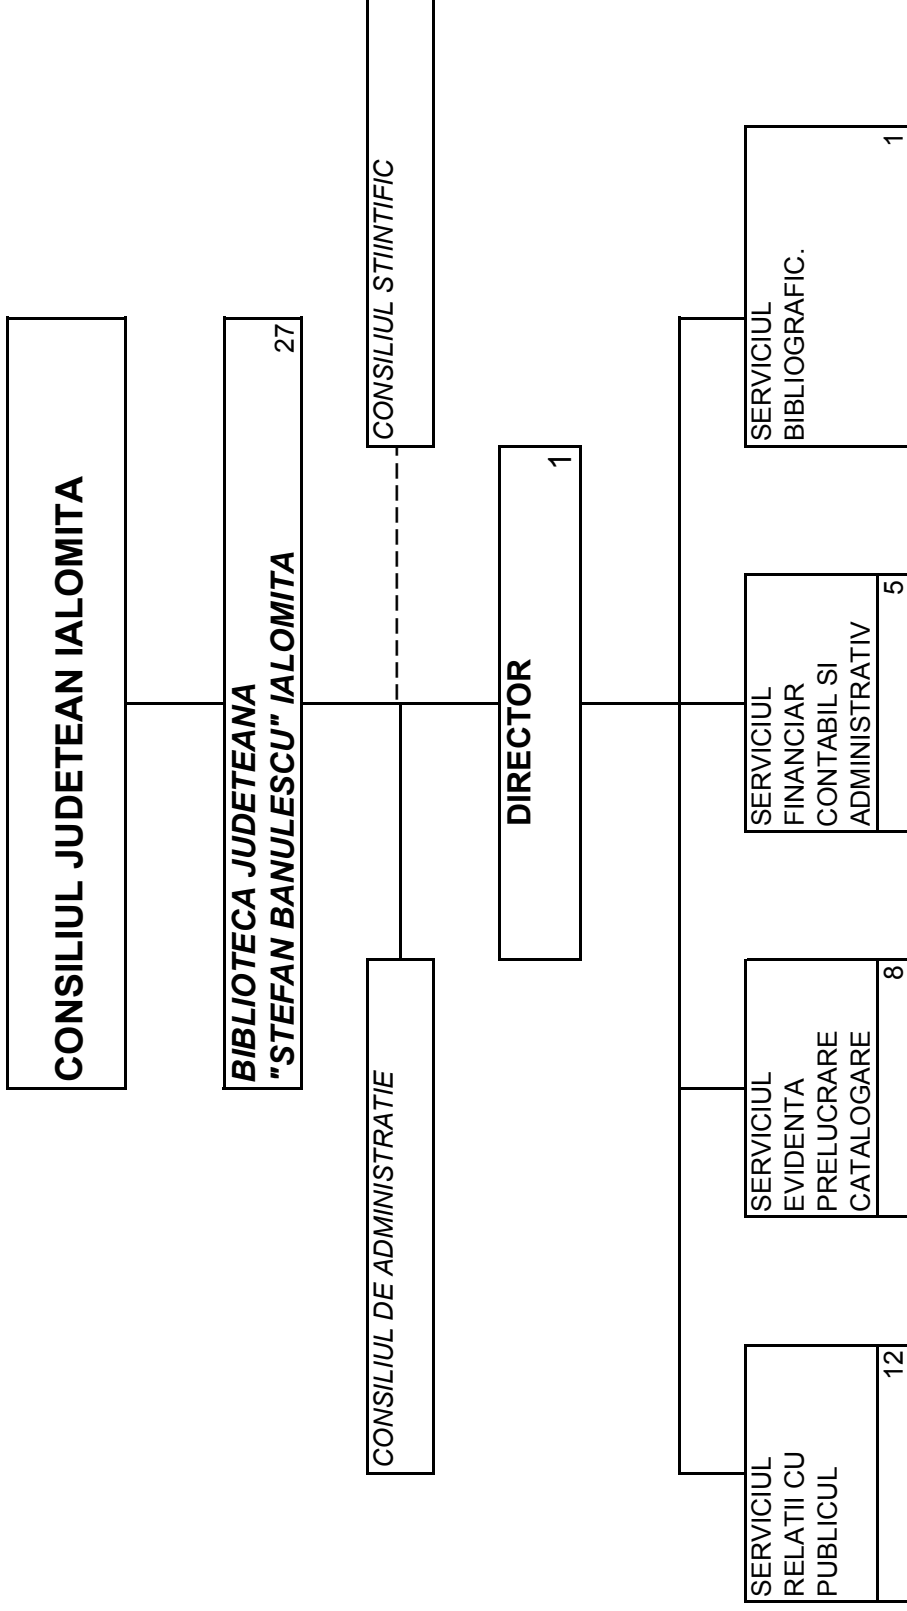 CONSILIUL JUDETEAN IALOMITA
BIBLIOTECA JUDETEANA
"STEFAN BANULESCU" IALOMITA
27
CONSILIUL DE ADMINISTRATIE
CONSILIUL STIINTIFIC
DIRECTOR
1
SERVICIUL
RELATII CU
PUBLICUL
12
SERVICIUL
EVIDENTA
PRELUCRARE
CATALOGARE
8
SERVICIUL
FINANCIAR
CONTABIL SI
ADMINISTRATIV
5
SERVICIUL
BIBLIOGRAFIC.
1